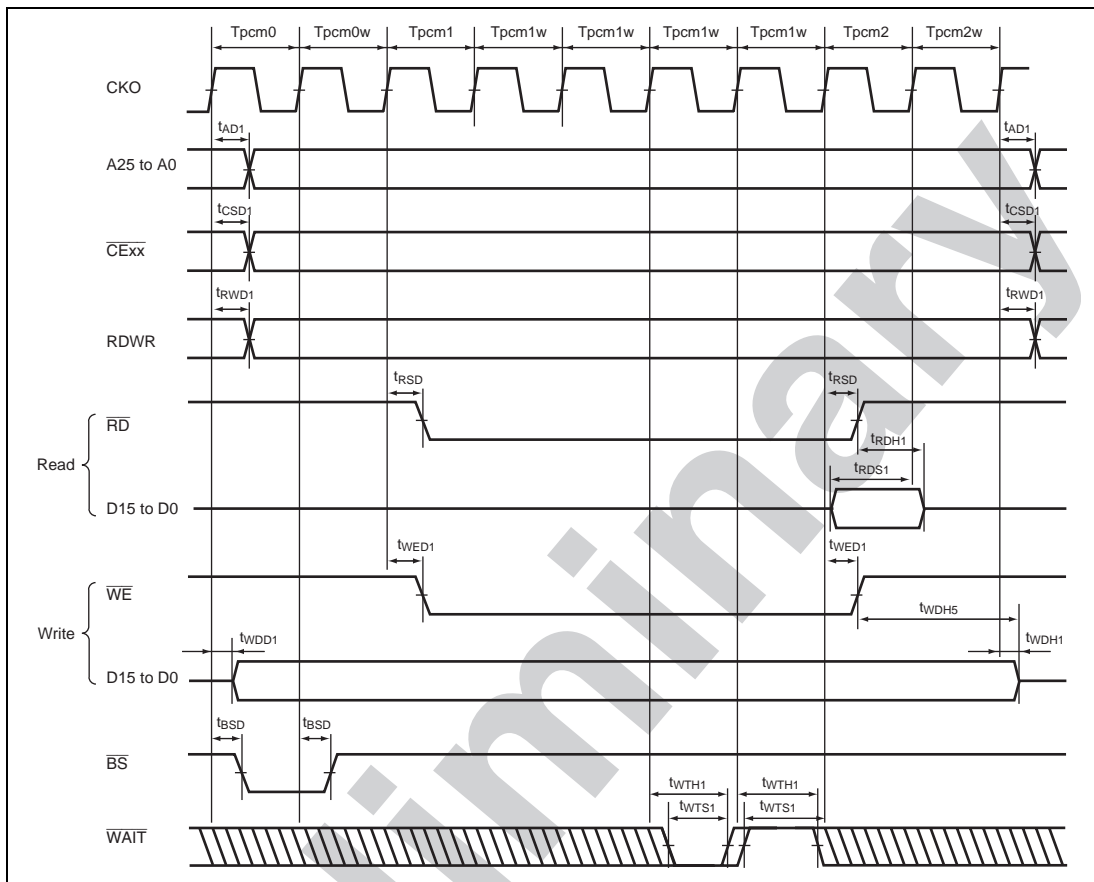 Tpcm0 Tpcm0w Tpcm1 Tpcm1w Tpcm1w Tpcm1w Tpcm1w Tpcm2 Tpcm2w
CKO
tAD1 tAD1
A25 to A0
tCSD1 tCSD1
CExx
tRWD1 tRWD1
RDWR
tRSD tRSD
RD
tRDH1
Read
tRDS1
D15 to D0
tWED1 tWED1
WE
tWDH5
Write
tWDD1 tWDH1
D15 to D0
tBSD tBSD
BS
tWTH1 tWTH1
tWTS1 tWTS1
WAIT